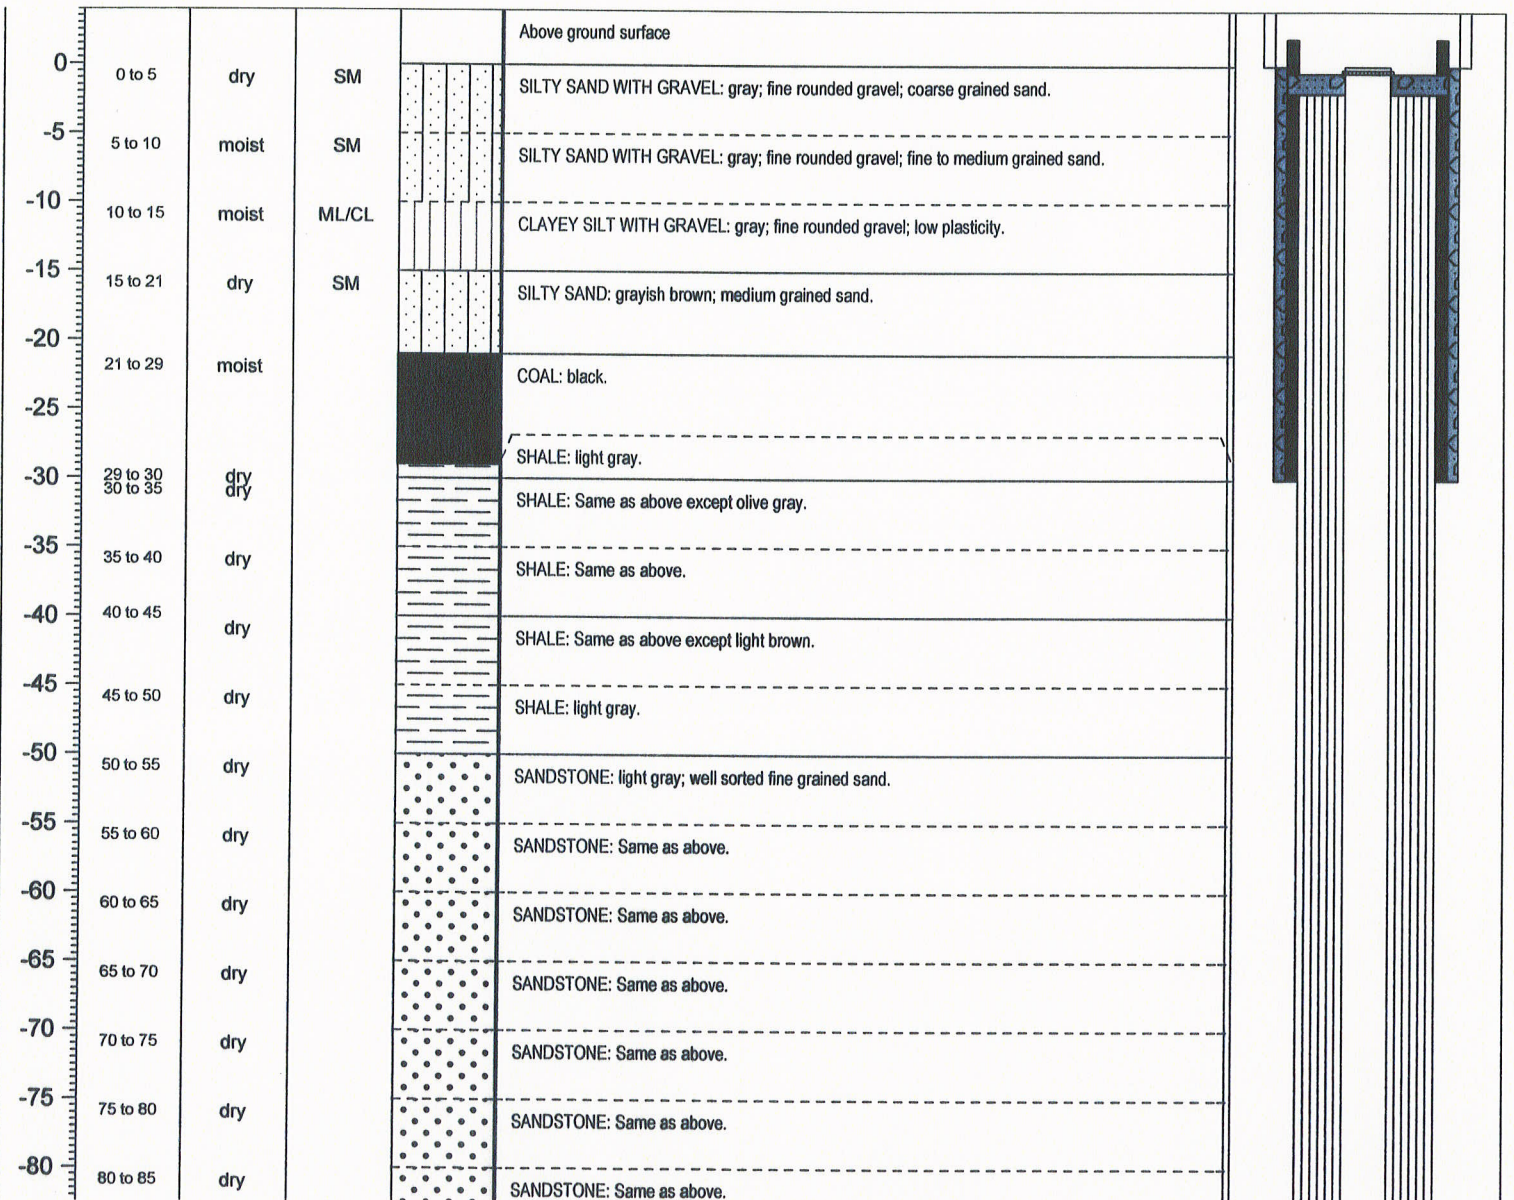 Above ground surface
0
0 to 5 dry SM SILTY SAND WITH GRAVEL: gray; fine rounded gravel; coarse grained sand.
-5
5 to 10 moist SM SILTY SAND WITH GRAVEL: gray; fine rounded gravel; fine to medium grained sand.
-10
10 to 15 moist ML/CL CLAYEY SILT WITH GRAVEL: gray; fine rounded gravel; low plasticity.
-15
15 to 21 dry SM SILTY SAND: grayish brown; medium grained sand.
-20
21 to 29 moist COAL: black.
-25
SHALE: light gray.
-30
29 to 30 dry
30 to 35 dry SHALE: Same as above except olive gray.
-35
35 to 40 dry SHALE: Same as above.
-40
40 to 45 dry SHALE: Same as above except light brown.
-45
45 to 50 dry SHALE: light gray.
-50
50 to 55 dry SANDSTONE: light gray; well sorted fine grained sand.
-55
55 to 60 dry SANDSTONE: Same as above.
-60
60 to 65 dry SANDSTONE: Same as above.
-65
65 to 70 dry SANDSTONE: Same as above.
-70
70 to 75 dry SANDSTONE: Same as above.
-75
75 to 80 dry SANDSTONE: Same as above.
-80
80 to 85 dry SANDSTONE: Same as above.